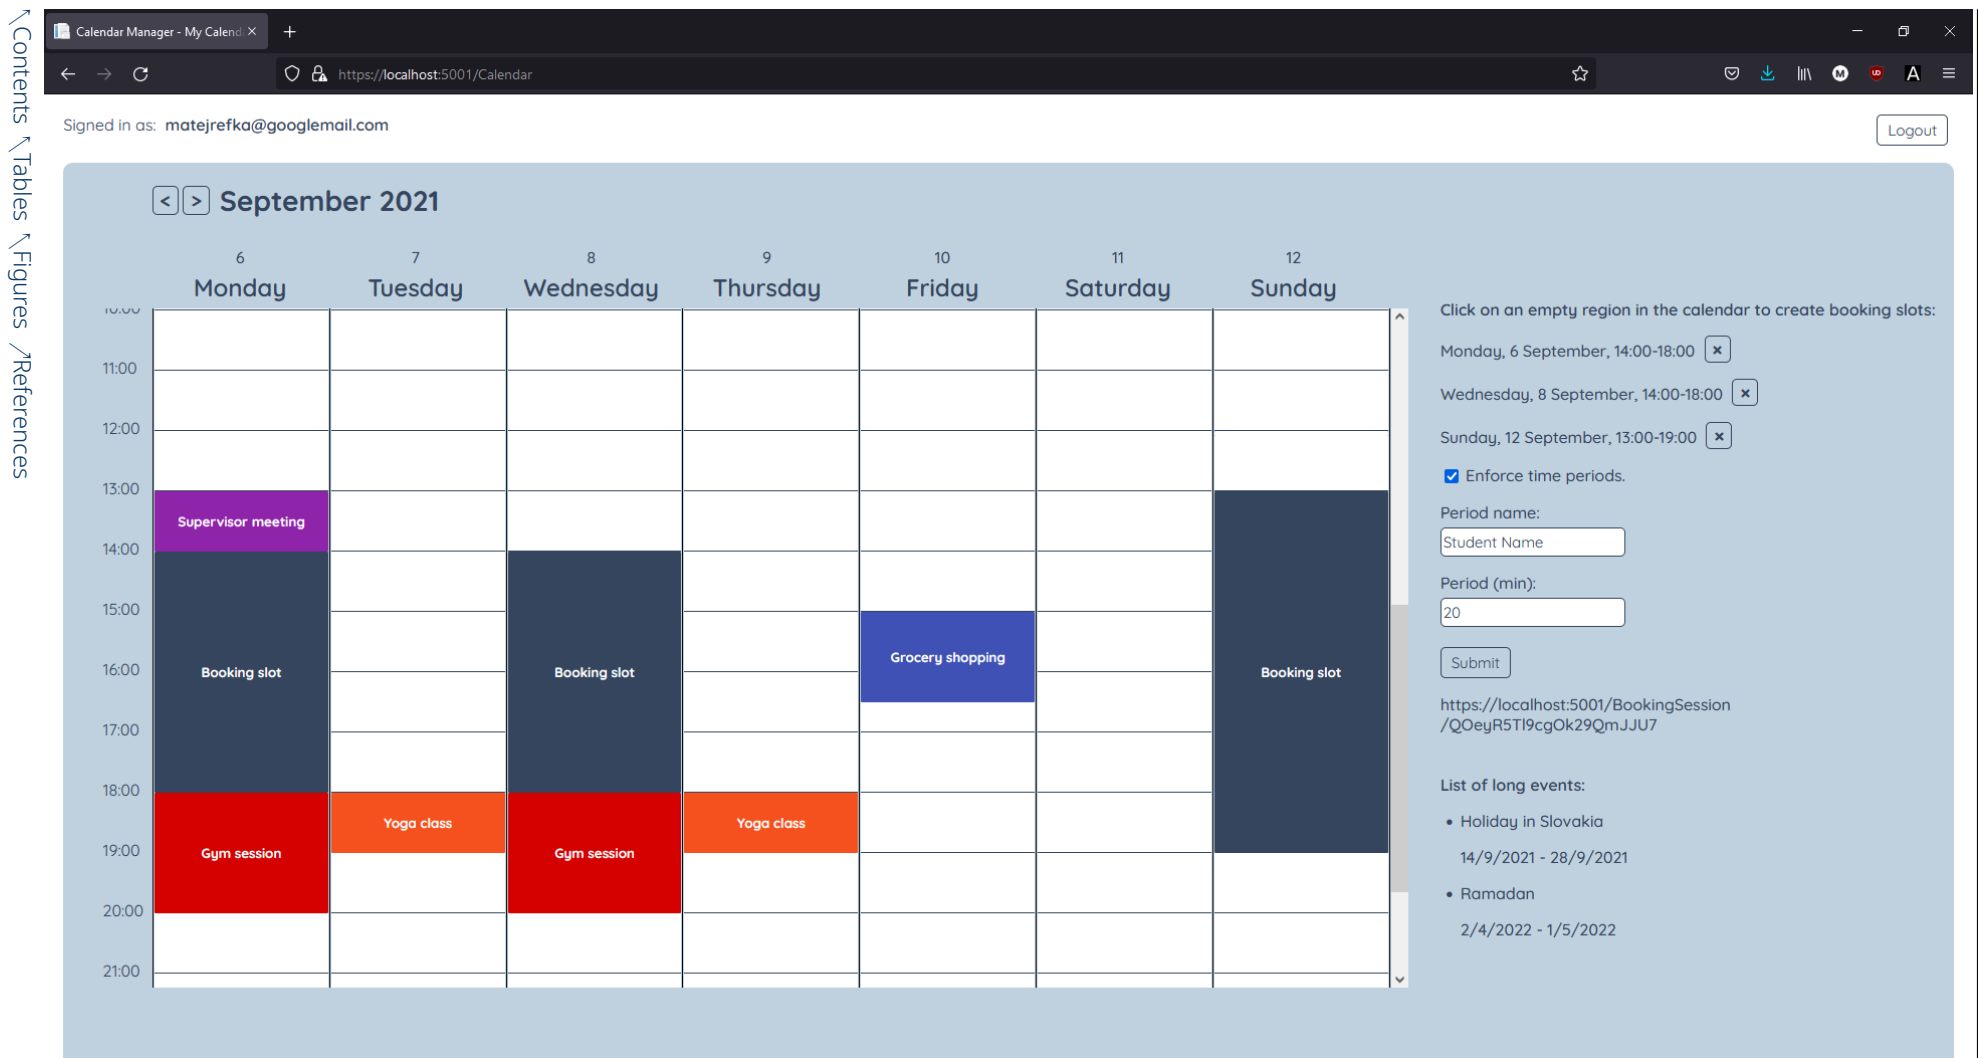 ↑Contents ↑Tables ↑Figures ↗References
Calendar Manager - My Calend
https://localhost:5001/Calendar
Signed in as: matejrefka@googlemail.com
Logout
< > September 2021
6 7 8 9 10 11 12
Monday Tuesday Wednesday Thursday Friday Saturday Sunday
10:00
11:00
12:00
13:00
Supervisor meeting
14:00
15:00
Grocery shopping
16:00
Booking slot Booking slot Booking slot
17:00
18:00
Yoga class Yoga class
19:00
Gym session Gym session
20:00
21:00
Click on an empty region in the calendar to create booking slots:
Monday, 6 September, 14:00-18:00 ×
Wednesday, 8 September, 14:00-18:00 ×
Sunday, 12 September, 13:00-19:00 ×
Enforce time periods.
Period name:
Student Name
Period (min):
20
Submit
https://localhost:5001/BookingSession
/QOeyR5Tl9cgOk29QmJJU7
List of long events:
• Holiday in Slovakia
14/9/2021 - 28/9/2021
• Ramadan
2/4/2022 - 1/5/2022